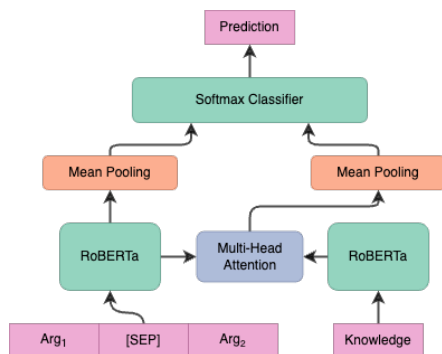 Prediction
Softmax Classifier
Mean Pooling
Mean Pooling
RoBERTa
Multi-Head
Attention
RoBERTa
Arg₁
[SEP]
Arg₂
Knowledge